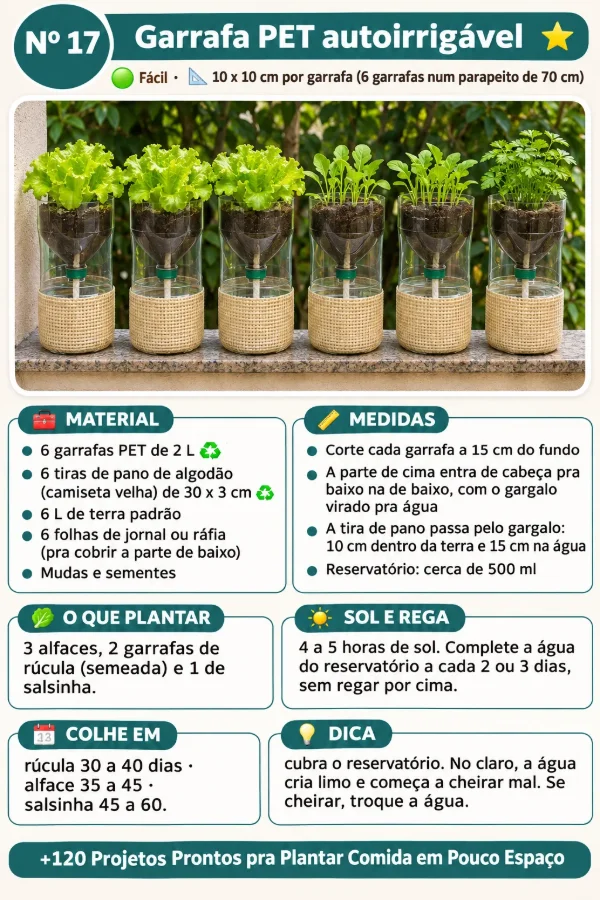 Nº 17
Garrafa PET autoirrigável
Fácil · 10 x 10 cm por garrafa (6 garrafas num parapeito de 70 cm)
MATERIAL
6 garrafas PET de 2 L
6 tiras de pano de algodão
(camiseta velha) de 30 x 3 cm
6 L de terra padrão
6 folhas de jornal ou ráfia
(pra cobrir a parte de baixo)
Mudas e sementes
MEDIDAS
Corte cada garrafa a 15 cm do fundo
A parte de cima entra de cabeça pra
baixo na de baixo, com o gargalo
virado pra água
A tira de pano passa pelo gargalo:
10 cm dentro da terra e 15 cm na água
Reservatório: cerca de 500 ml
O QUE PLANTAR
3 alfaces, 2 garrafas de
rúcula (semeada) e 1 de
salsinha.
SOL E REGA
4 a 5 horas de sol. Complete a água
do reservatório a cada 2 ou 3 dias,
sem regar por cima.
COLHE EM
rúcula 30 a 40 dias ·
alface 35 a 45 ·
salsinha 45 a 60.
DICA
cubra o reservatório. No claro, a água
cria limo e começa a cheirar mal. Se
cheirar, troque a água.
+120 Projetos Prontos pra Plantar Comida em Pouco Espaço